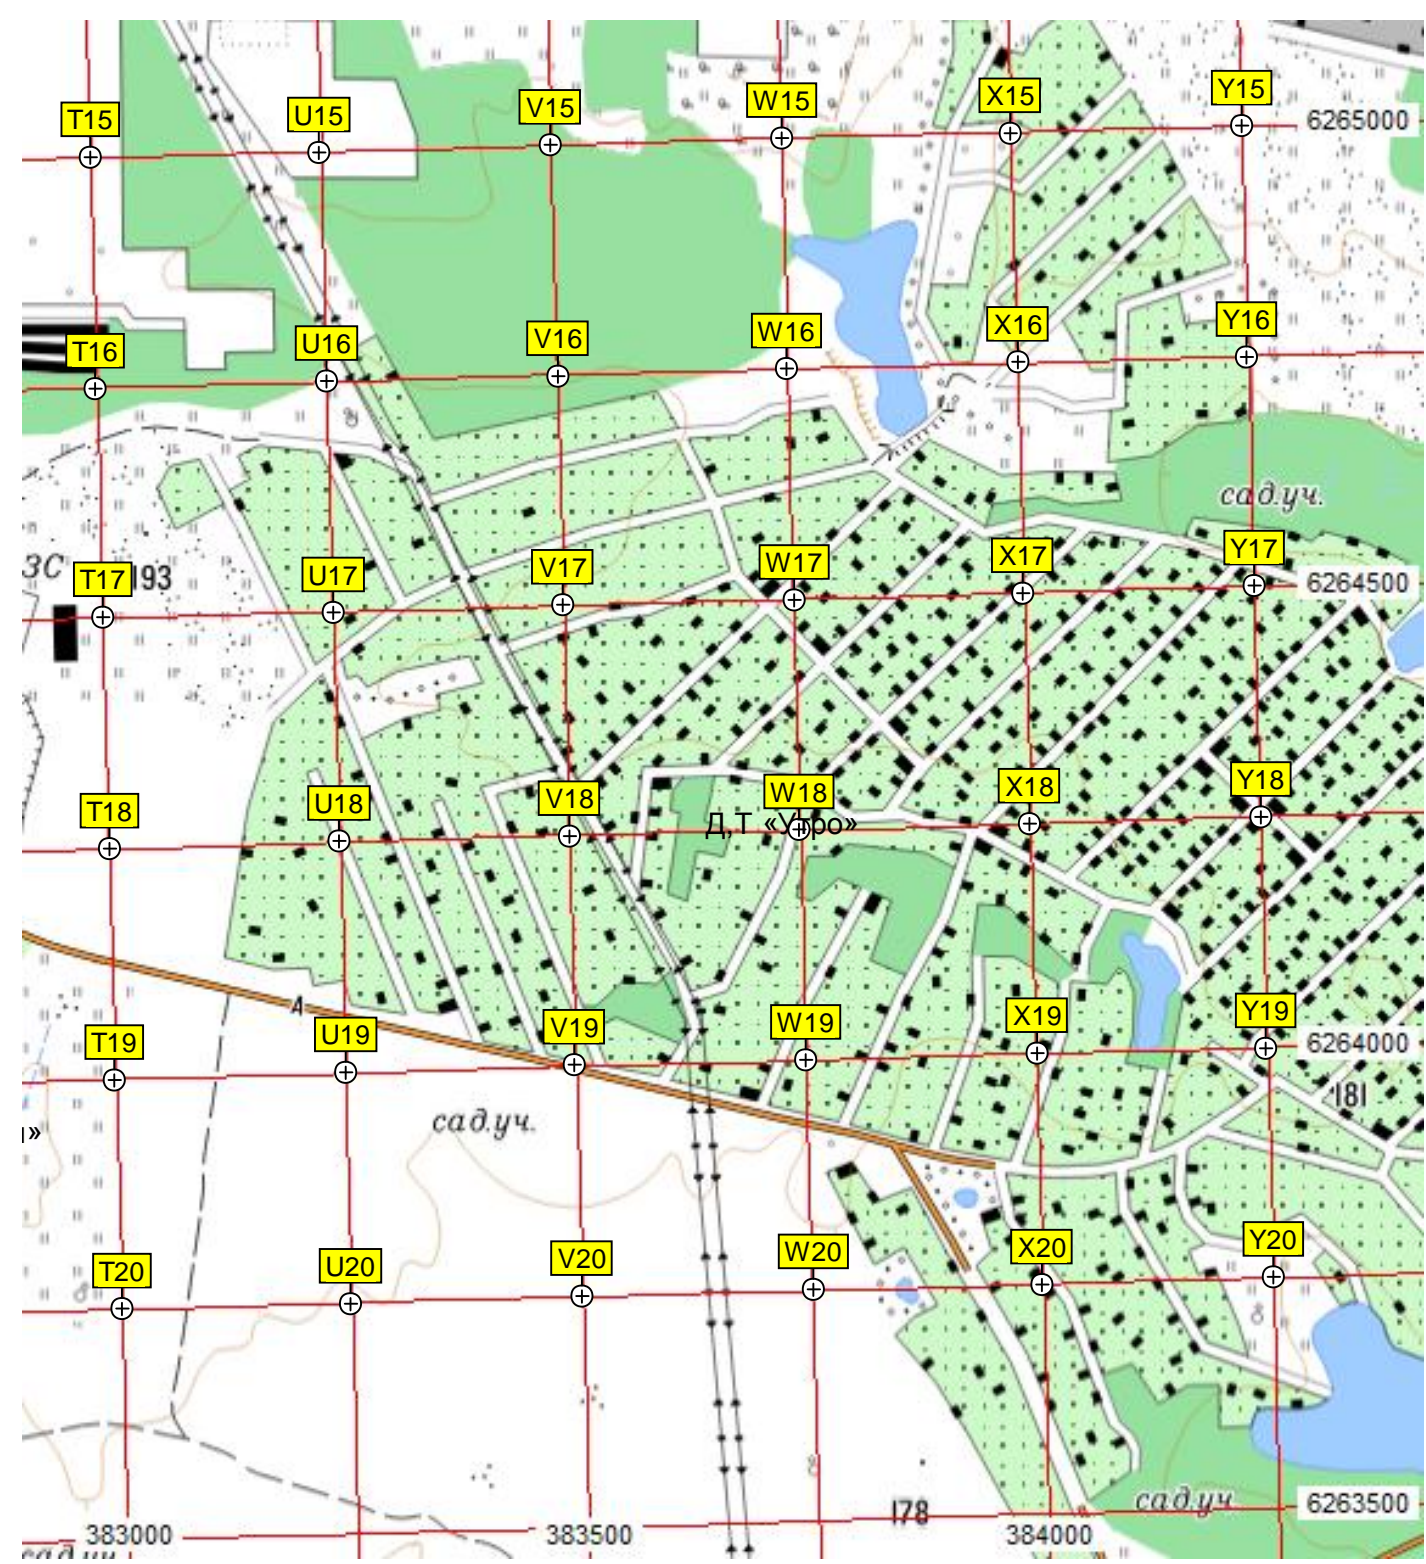 T15 U15 V15 W15 X15 Y15 6265000
T16 U16 V16 W16 X16 Y16
сад.уч.
ЗС T17 193 U17 V17 W17 X17 Y17 6264500
T18 U18 V18 W18 X18 Y18
Д,Т «Утро»
А
T19 U19 V19 W19 X19 Y19 6264000
181
сад.уч.
»
T20 U20 V20 W20 X20 Y20
178 сад.уч. 6263500
383000 383500 384000
сад.уч.